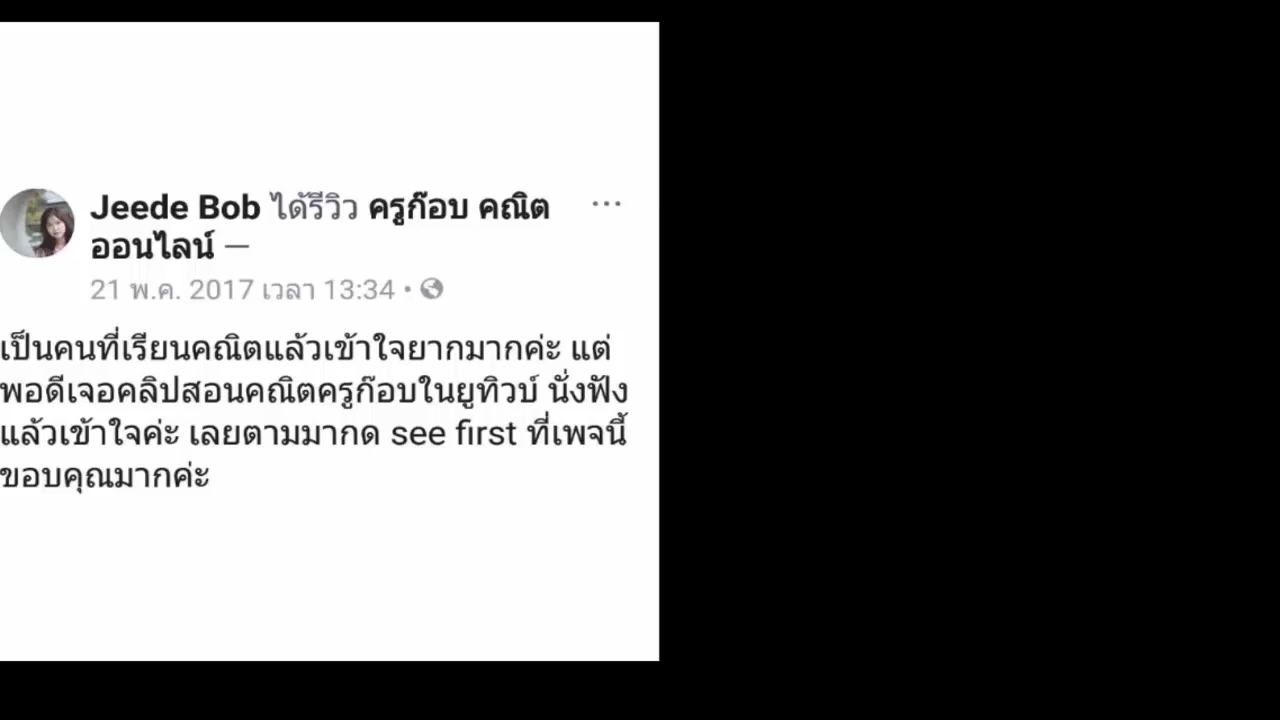 Jeede Bob ได้รีวิว ครูก๊อบ คณิต ...
ออนไลน์ —
21 พ.ค. 2017 เวลา 13:34 •
เป็นคนที่เรียนคณิตแล้วเข้าใจยากมากค่ะ แต่
พอดีเจอคลิปสอนคณิตครูก๊อบในยูทิวบ์ นั่งฟัง
แล้วเข้าใจค่ะ เลยตามมากด see first ที่เพจนี้
ขอบคุณมากค่ะ